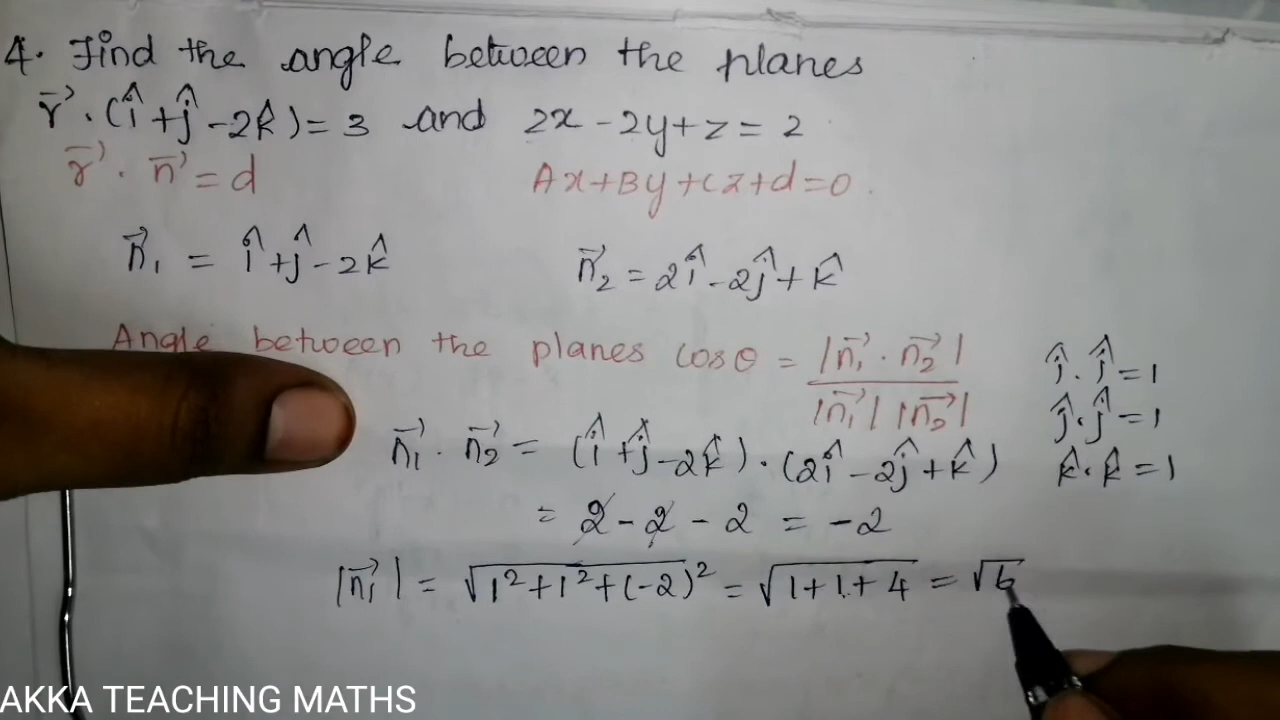 4. Find the angle between the planes
r⃗ . (î + ĵ - 2k̂) = 3 and 2x - 2y + z = 2
r⃗ . n⃗ = d Ax + By + Cz + d = 0.
n⃗₁ = î + ĵ - 2k̂ n⃗₂ = 2î - 2ĵ + k̂
Angle between the planes cosθ = |n⃗₁ . n⃗₂| / |n⃗₁| |n⃗₂|
î . î = 1
ĵ . ĵ = 1
k̂ . k̂ = 1
n⃗₁ . n⃗₂ = (î + ĵ - 2k̂) . (2î - 2ĵ + k̂)
= 2 - 2 - 2 = -2
|n⃗₁| = √1² + 1² + (-2)² = √1 + 1 + 4 = √6
AKKA TEACHING MATHS